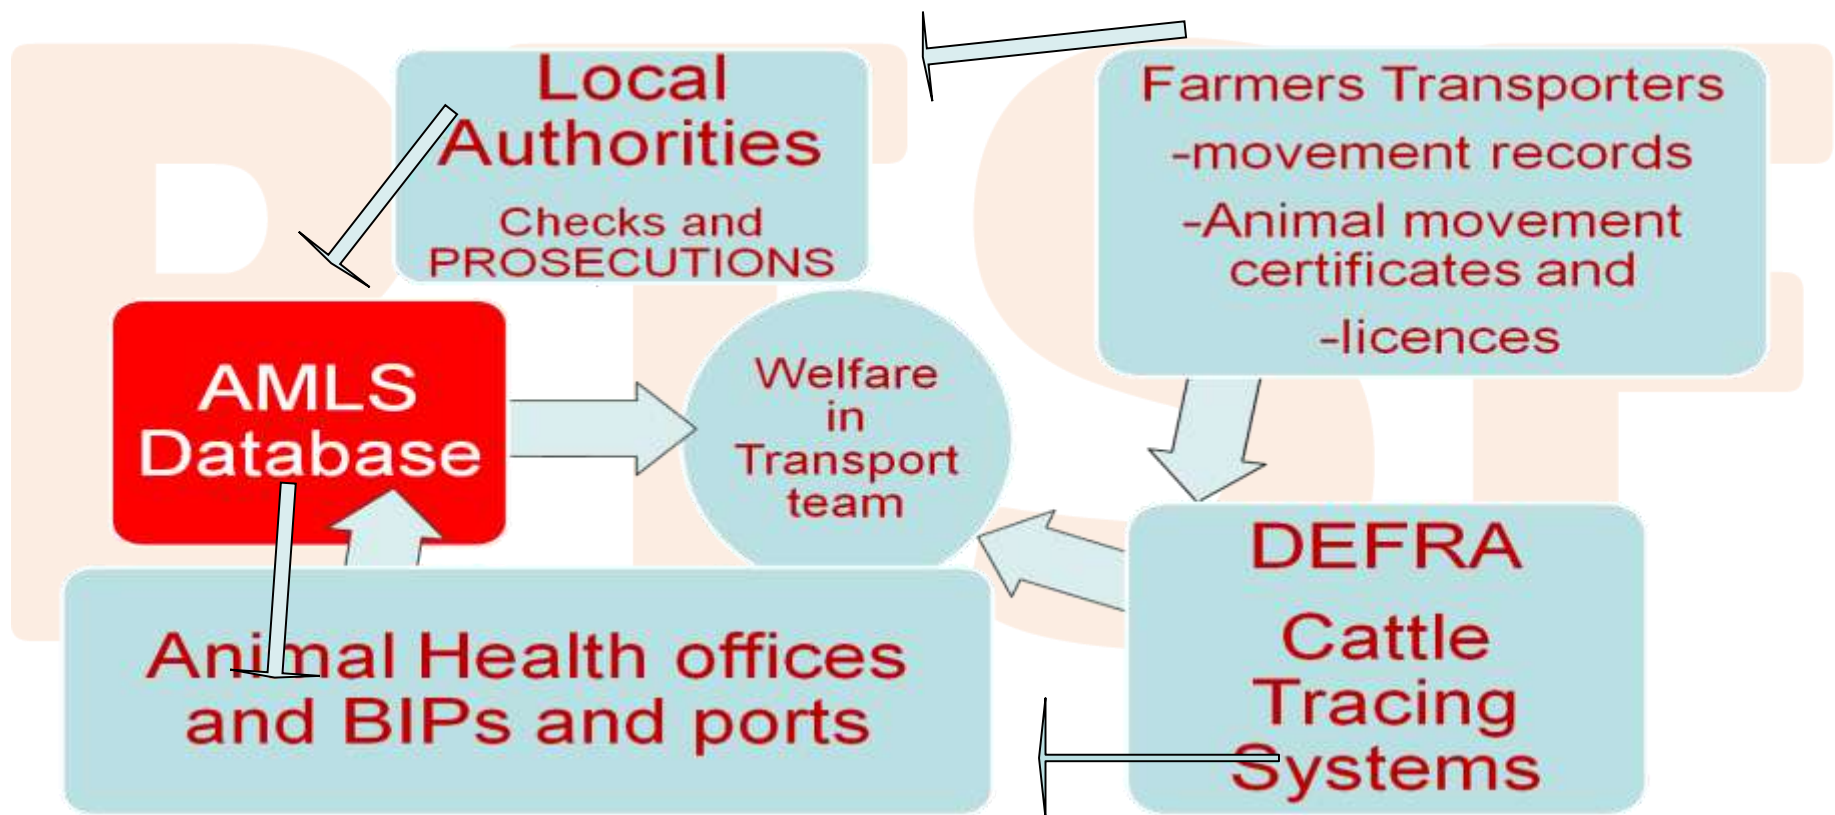 Local
Authorities
Checks and
PROSECUTIONS
Farmers Transporters
-movement records
-Animal movement
certificates and
-licences
AMLS
Database
Welfare
in
Transport
team
DEFRA
Cattle
Tracing
Systems
Animal Health offices
and BIPs and ports